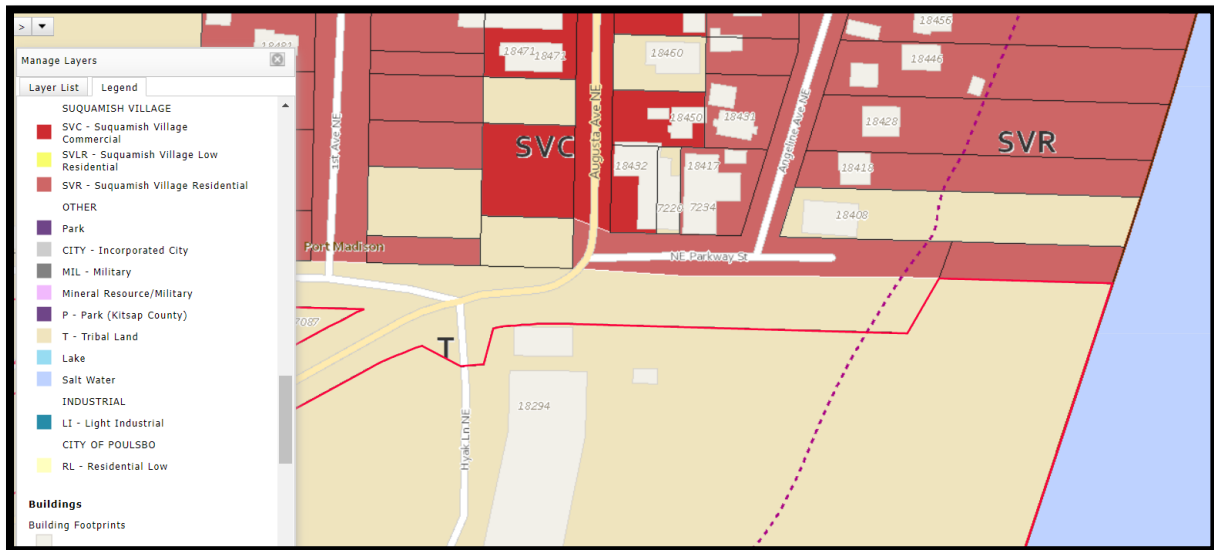 >
Manage Layers
Layer List Legend
SUQUAMISH VILLAGE
SVC - Suquamish Village
Commercial
SVLR - Suquamish Village Low
Residential
SVR - Suquamish Village Residential
OTHER
Park
CITY - Incorporated City
MIL - Military
Mineral Resource/Military
P - Park (Kitsap County)
T - Tribal Land
Lake
Salt Water
INDUSTRIAL
LI - Light Industrial
CITY OF POULSBO
RL - Residential Low
Buildings
Building Footprints
18481
18471
18460
18456
18446
18450
18431
18428
SVC
SVR
1st Ave NE
Augusta Ave NE
Angeline Ave NE
18432
18417
18418
7234
18408
Port Madison
NE Parkway St
7087
T
18294
Hyak Ln NE